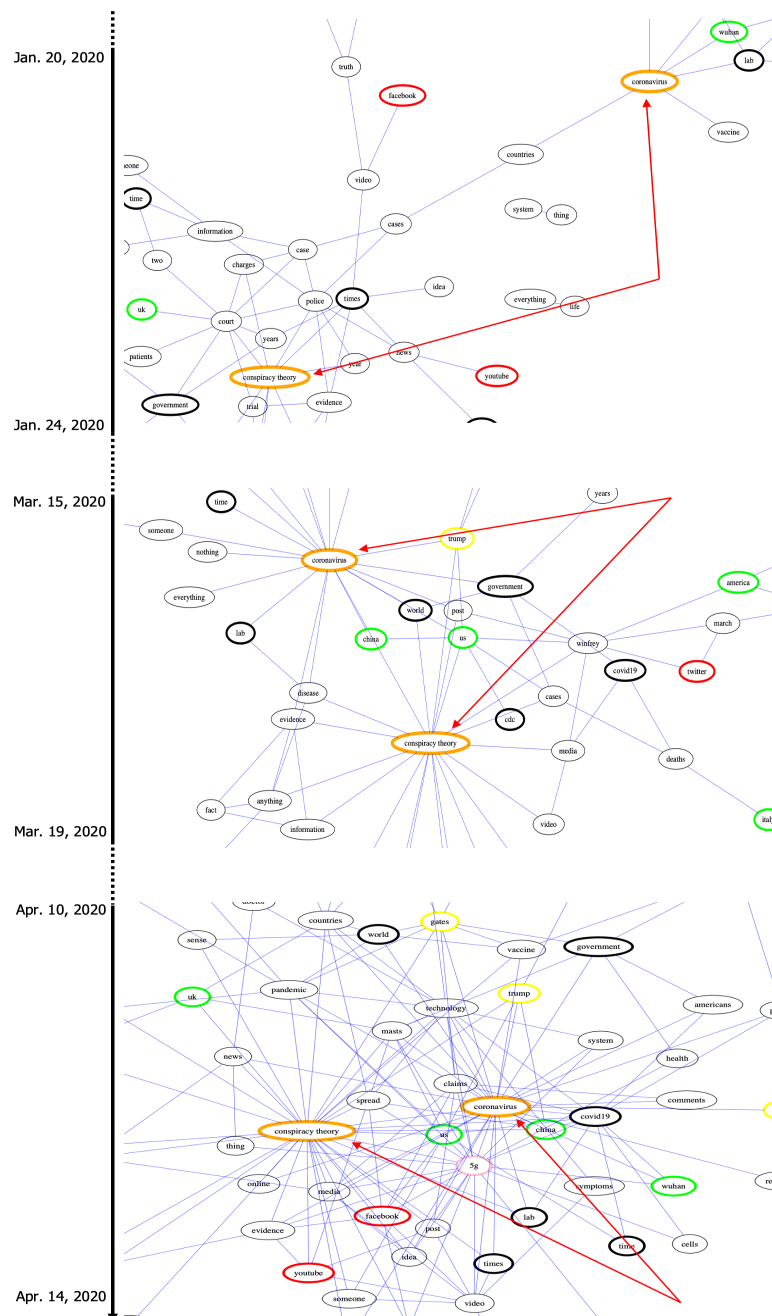 Jan. 20, 2020
wuhan
lab
truth
coronavirus
facebook
vaccine
countries
eone
video
time
system
thing
cases
information
case
two
charges
idea
everything
life
police
times
uk
court
years
news
patients
year
conspiracy theory
youtube
government
trial
evidence
Jan. 24, 2020
Mar. 15, 2020
years
time
someone
trump
nothing
coronavirus
government
america
everything
world
post
march
lab
china
us
winfrey
covid19
twitter
disease
cases
evidence
cdc
conspiracy theory
media
deaths
anything
fact
information
video
italy
Mar. 19, 2020
Apr. 10, 2020
doctor
countries
gates
world
sense
vaccine
government
pandemic
trump
uk
technology
americans
masts
system
news
health
claims
spread
coronavirus
comments
covid19
conspiracy theory
us
china
thing
5g
online
media
symptoms
wuhan
re
facebook
lab
evidence
post
idea
time
cells
times
youtube
someone
video
Apr. 14, 2020